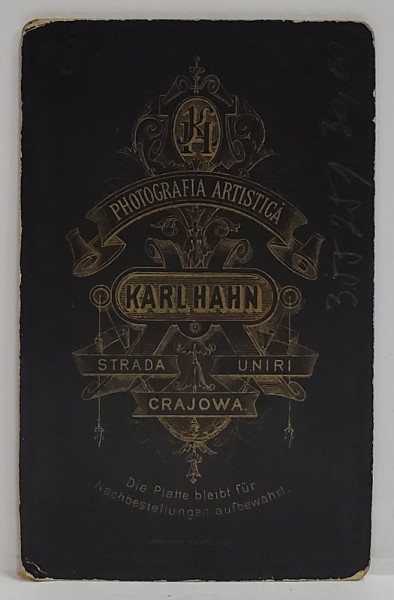 KH
PHOTOGRAFIA ARTISTICĂ
KARL HAHN
STRADA UNIRI
CRAJOWA.
Die Platte bleibt für
Nachbestellungen aufbewahrt.